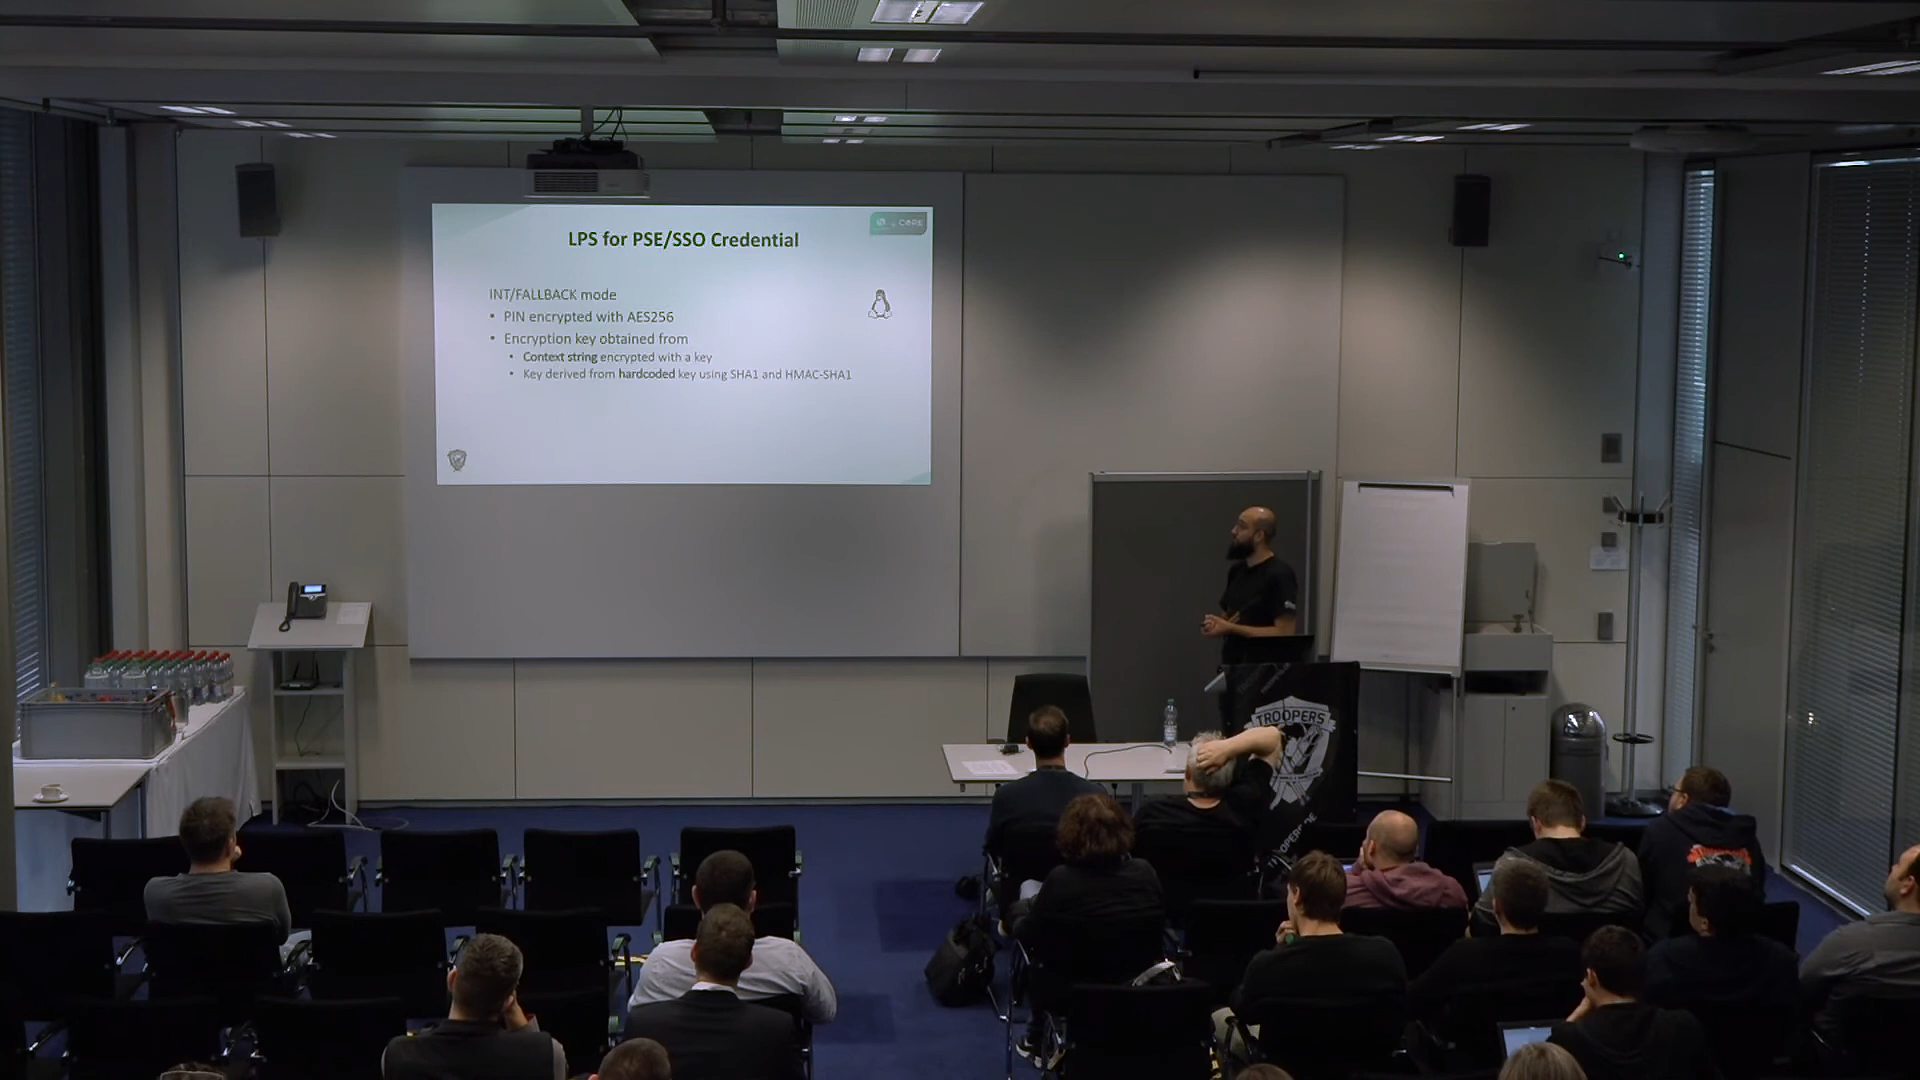 LPS for PSE/SSO Credential
INT/FALLBACK mode
• PIN encrypted with AES256
• Encryption key obtained from
• Context string encrypted with a key
• Key derived from hardcoded key using SHA1 and HMAC-SHA1
TROOPERS